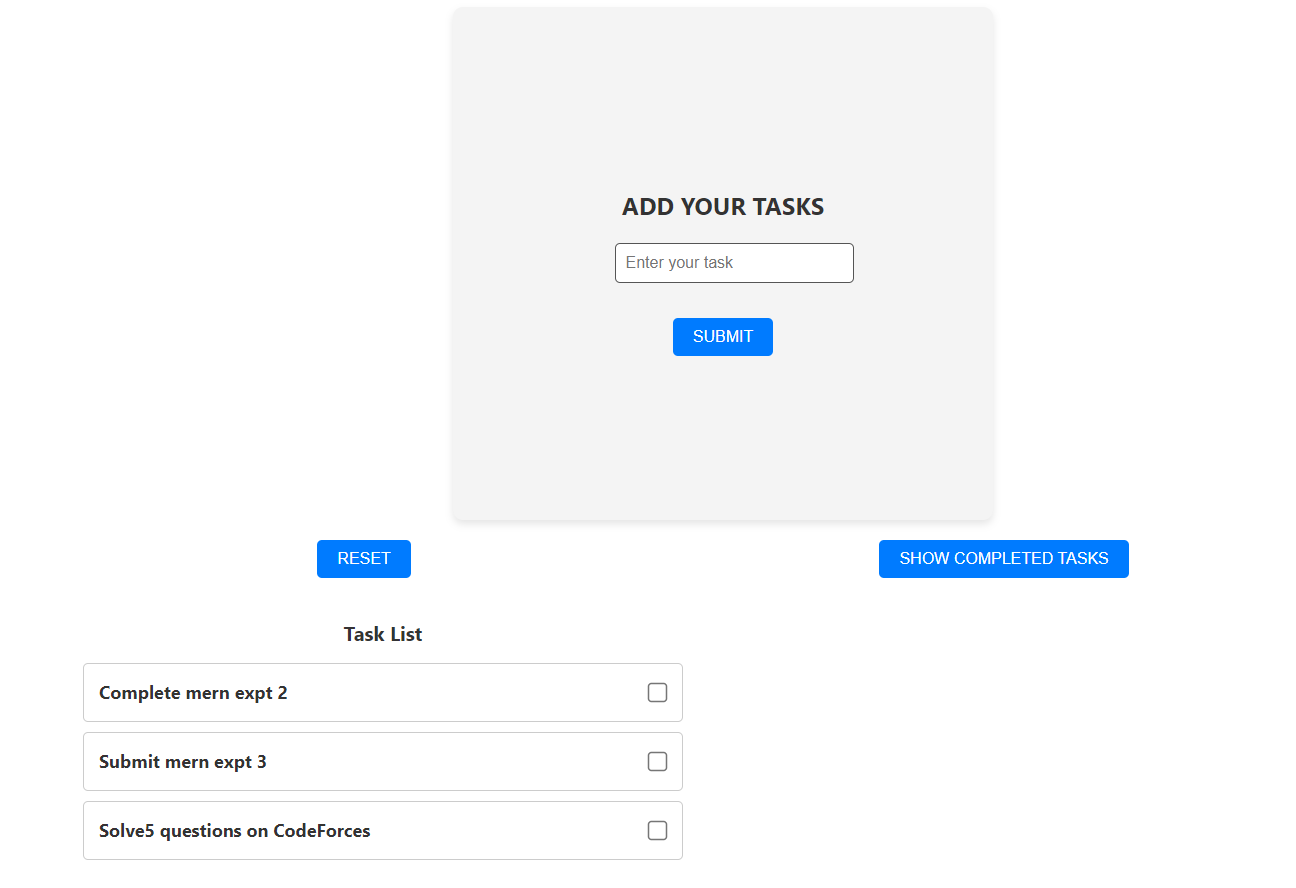 ADD YOUR TASKS
Enter your task
SUBMIT
RESET
SHOW COMPLETED TASKS
Task List
Complete mern expt 2
Submit mern expt 3
Solve5 questions on CodeForces